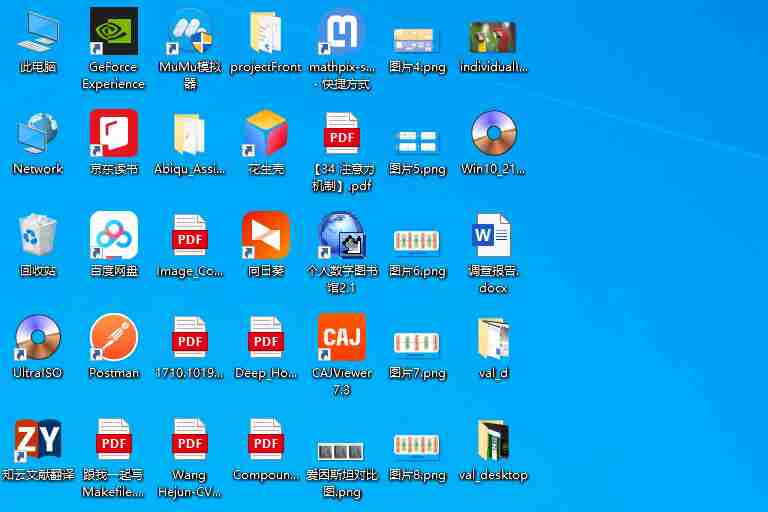 此电脑
GeForce
Experience
MuMu模拟
器
projectFront
mathpix-s...
- 快捷方式
图片4.png
individuall...
Network
京东读书
Abiqu_Assi...
花生壳
PDF
【34 注意力
机制】.pdf
图片5.png
Win10_21...
回收站
百度网盘
PDF
Image_Co...
向日葵
个人数字图书
馆2.1
图片6.png
W
调查报告.
docx
UltraISO
Postman
PDF
1710.1019...
PDF
Deep_Ho...
CAJ
CAJViewer
7.3
图片7.png
val_d
ZY
知云文献翻译
PDF
跟我一起写
Makefile....
PDF
Wang
Hejun-CV...
PDF
Compoun...
爱因斯坦对比
图.png
图片8.png
val_desktop